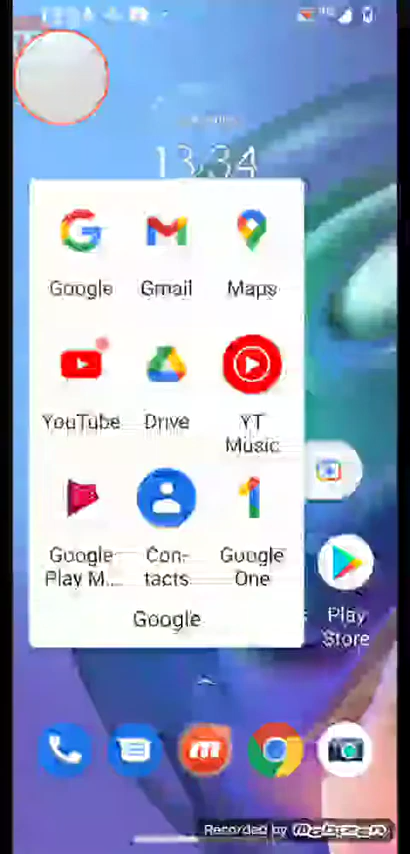 13:34
Google Gmail Maps
YouTube Drive YT
Music
Google Con- Google
Play M... tacts One
Google
Play
Store
Recorded by mobizen